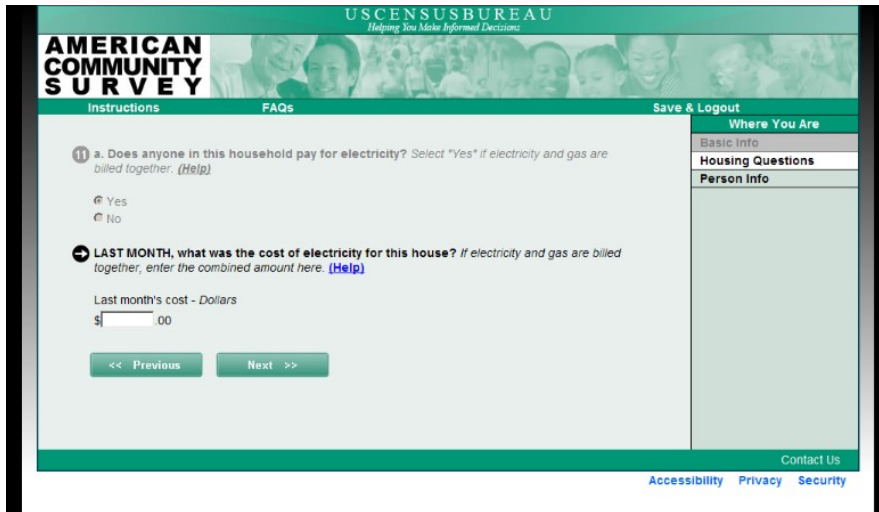 USCENSUSBUREAU
Helping You Make Informed Decisions
AMERICAN
COMMUNITY
SURVEY
Instructions FAQs Save & Logout
Where You Are
Basic Info
Housing Questions
Person Info
11 a. Does anyone in this household pay for electricity? Select "Yes" if electricity and gas are
billed together. (Help)
Yes
No
LAST MONTH, what was the cost of electricity for this house? If electricity and gas are billed
together, enter the combined amount here. (Help)
Last month's cost - Dollars
$ .00
<< Previous Next >>
Contact Us
Accessibility Privacy Security